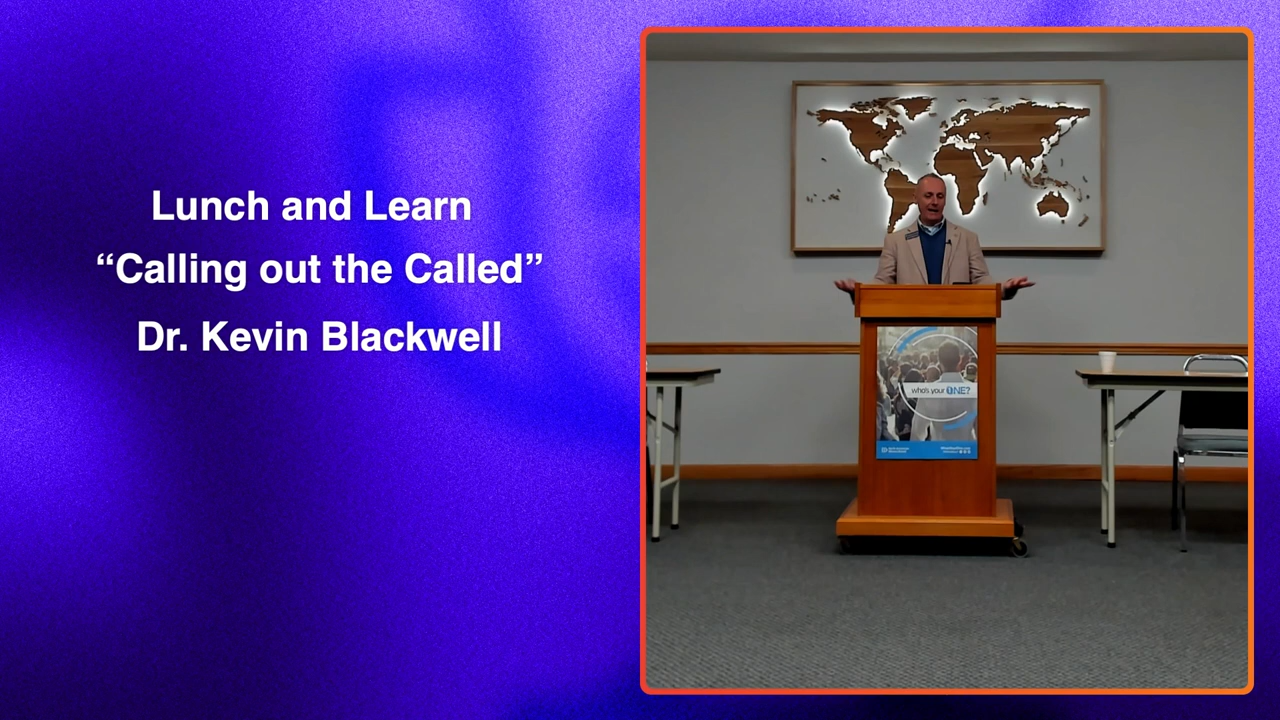 Lunch and Learn
“Calling out the Called”
Dr. Kevin Blackwell
who's your ONE?